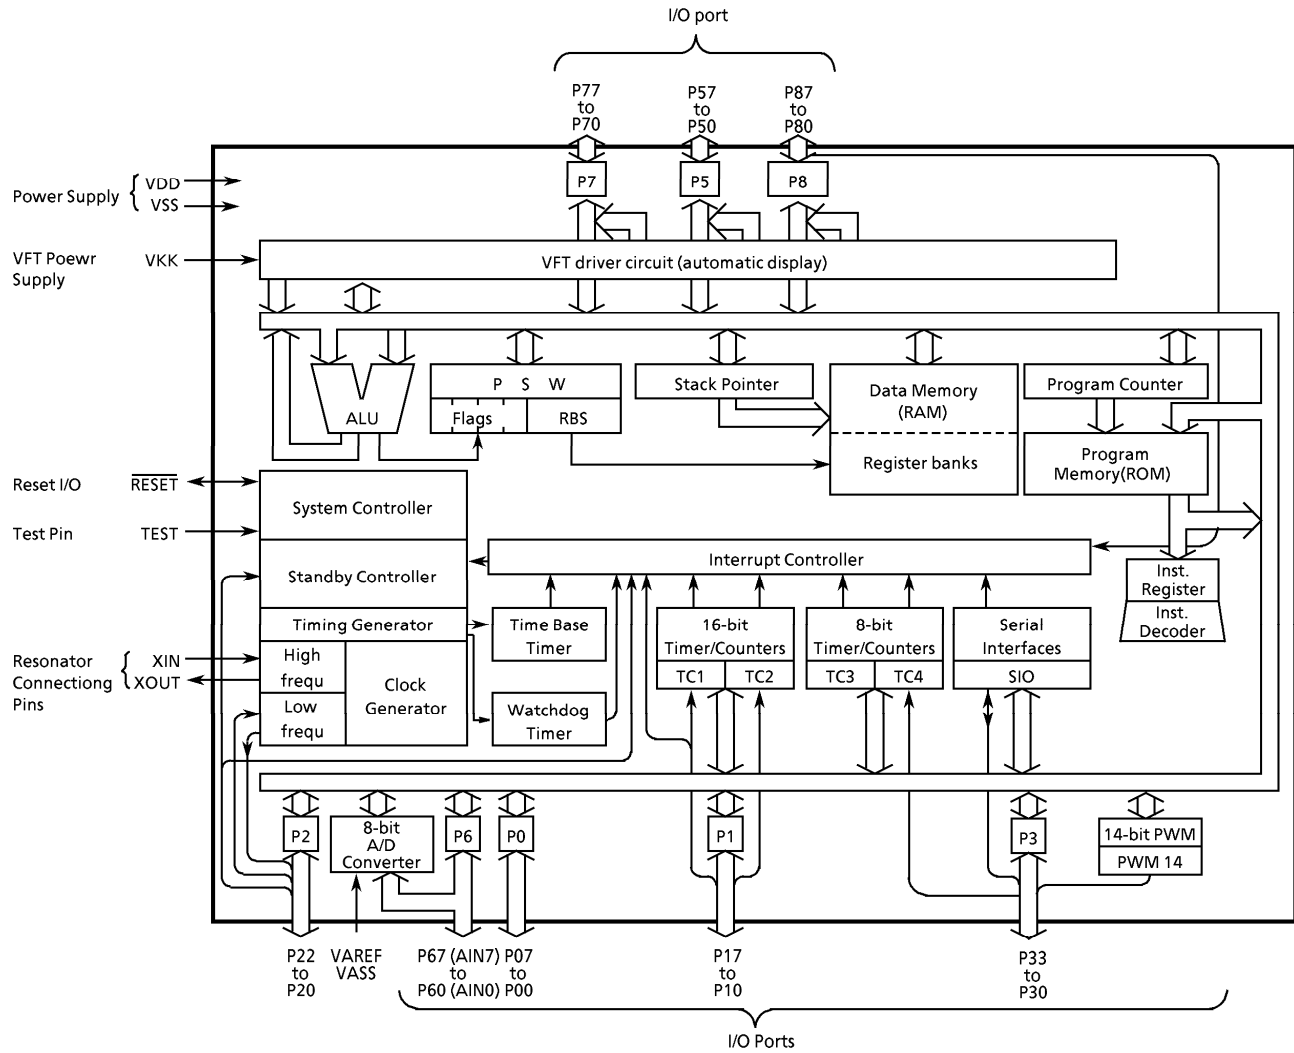 I/O port
P77 to P70
P57 to P50
P87 to P80
P7
P5
P8
Power Supply
VDD
VSS
VFT Poewr
Supply
VKK
VFT driver circuit (automatic display)
ALU
P S W
Flags
RBS
Stack Pointer
Data Memory
(RAM)
Register banks
Program Counter
Program
Memory(ROM)
Reset I/O
RESET
Test Pin
TEST
System Controller
Standby Controller
Timing Generator
High
frequ
Low
frequ
Clock
Generator
Resonator
Connectiong
Pins
XIN
XOUT
Interrupt Controller
Time Base
Timer
Watchdog
Timer
16-bit
Timer/Counters
TC1
TC2
8-bit
Timer/Counters
TC3
TC4
Serial
Interfaces
SIO
Inst.
Register
Inst.
Decoder
P2
8-bit
A/D
Converter
P6
P0
P1
P3
14-bit PWM
PWM 14
P22
to
P20
VAREF
VASS
P67 (AIN7)
to
P60 (AIN0)
P07
to
P00
P17
to
P10
P33
to
P30
I/O Ports